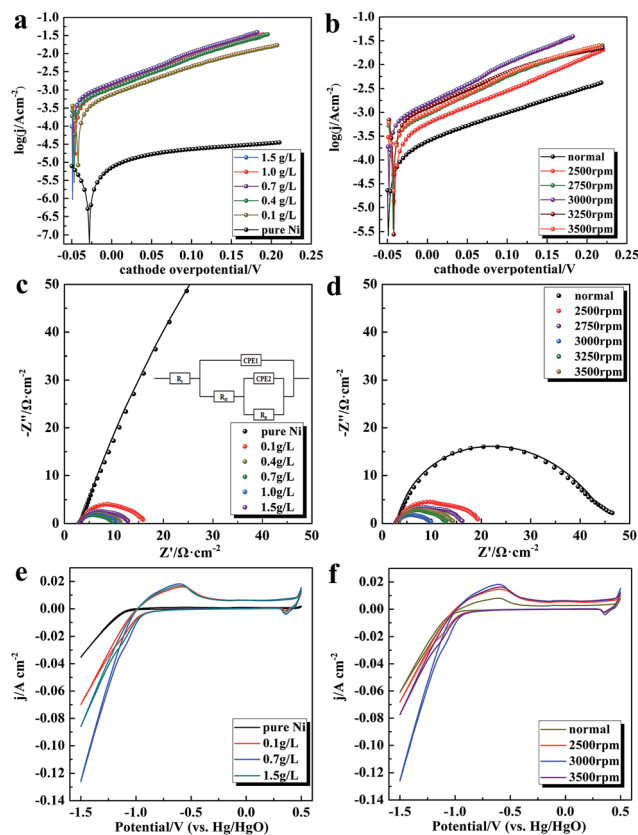 a
-1.0
-1.5
-2.0
-2.5
-3.0
-3.5
-4.0
-4.5
-5.0
-5.5
-6.0
-6.5
-7.0
log(j/Acm⁻²)
1.5 g/L
1.0 g/L
0.7 g/L
0.4 g/L
0.1 g/L
pure Ni
-0.05 0.00 0.05 0.10 0.15 0.20 0.25
cathode overpotential/V
b
-1.0
-1.5
-2.0
-2.5
-3.0
-3.5
-4.0
-4.5
-5.0
-5.5
log(j/Acm⁻²)
normal
2500rpm
2750rpm
3000rpm
3250rpm
3500rpm
-0.05 0.00 0.05 0.10 0.15 0.20 0.25
cathode overpotential/V
c
50
40
30
20
10
0
-Z''/Ω·cm⁻²
CPE1
CPE2
pure Ni
0.1g/L
0.4g/L
0.7g/L
1.0g/L
1.5g/L
0 10 20 30 40 50
Z'/Ω·cm⁻²
d
50
40
30
20
10
0
-Z''/Ω·cm⁻²
normal
2500rpm
2750rpm
3000rpm
3250rpm
3500rpm
0 10 20 30 40 50
Z'/Ω·cm⁻²
e
0.02
0.00
-0.02
-0.04
-0.06
-0.08
-0.10
-0.12
-0.14
j/A cm⁻²
pure Ni
0.1g/L
0.7g/L
1.5g/L
-1.5 -1.0 -0.5 0.0 0.5
Potential/V (vs. Hg/HgO)
f
0.02
0.00
-0.02
-0.04
-0.06
-0.08
-0.10
-0.12
-0.14
j/A cm⁻²
normal
2500rpm
3000rpm
3500rpm
-1.5 -1.0 -0.5 0.0 0.5
Potential/V (vs. Hg/HgO)